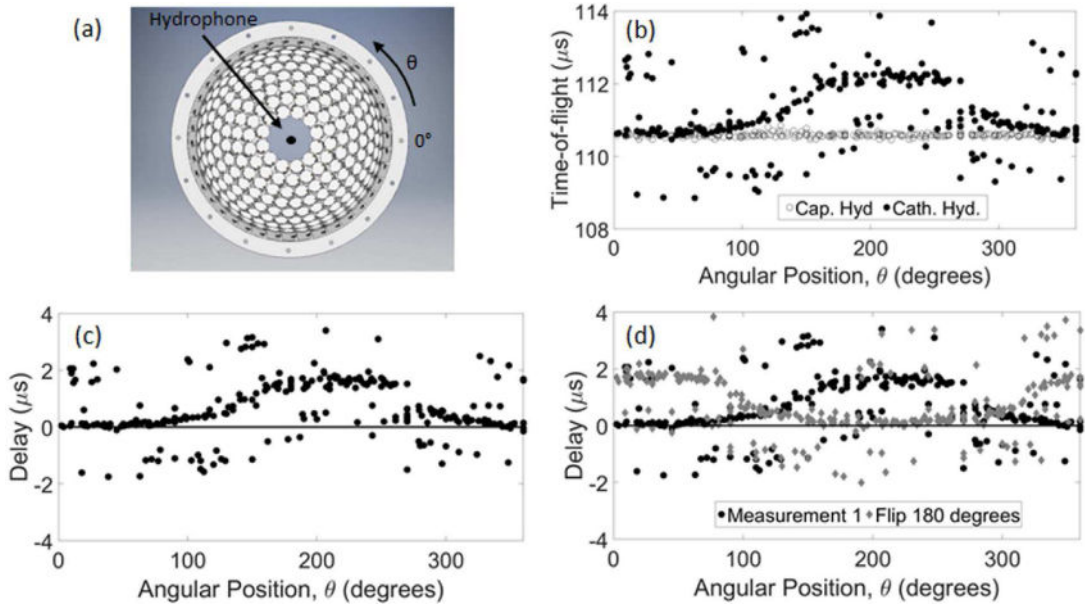 (a)
Hydrophone
θ
0°
(b)
Time-of-flight (μs)
114
112
110
108
Cap. Hyd
Cath. Hyd.
0
100
200
300
Angular Position, θ (degrees)
(c)
Delay (μs)
4
2
0
-2
-4
0
100
200
300
Angular Position, θ (degrees)
(d)
Delay (μs)
4
2
0
-2
-4
Measurement 1
Flip 180 degrees
0
100
200
300
Angular Position, θ (degrees)